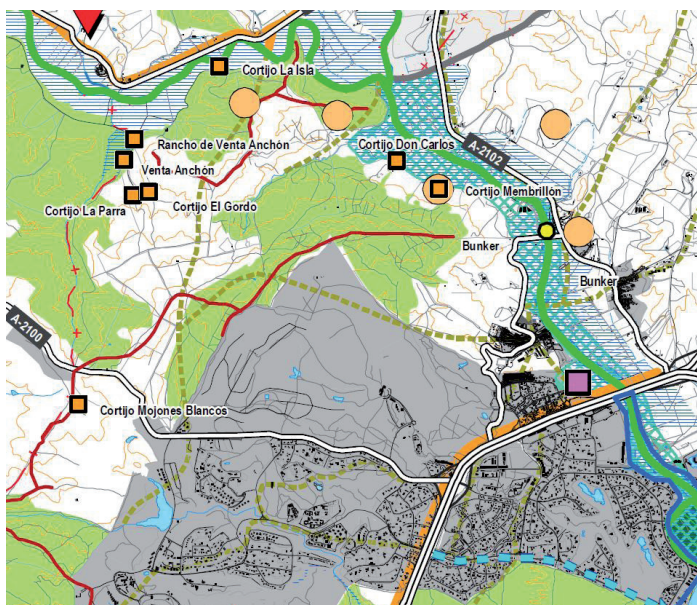 Cortijo La Isla
Rancho de Venta Anchón
Cortijo Don Carlos
A-2102
Venta Anchón
Cortijo Membrillón
Cortijo La Parra
Cortijo El Gordo
Bunker
Bunker
A-2100
Cortijo Mojones Blancos